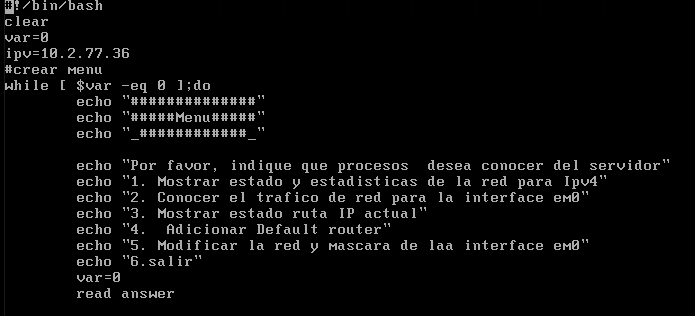 #!/bin/bash
clear
var=0
ipv=10.2.77.36
#crear menu
while [ $var -eq 0 ];do
echo "##############"
echo "#####Menu#####"
echo "_############_"
echo "Por favor, indique que procesos  desea conocer del servidor"
echo "1. Mostrar estado y estadisticas de la red para Ipv4"
echo "2. Conocer el trafico de red para la interface em0"
echo "3. Mostrar estado ruta IP actual"
echo "4.  Adicionar Default router"
echo "5. Modificar la red y mascara de laa interface em0"
echo "6.salir"
var=0
read answer